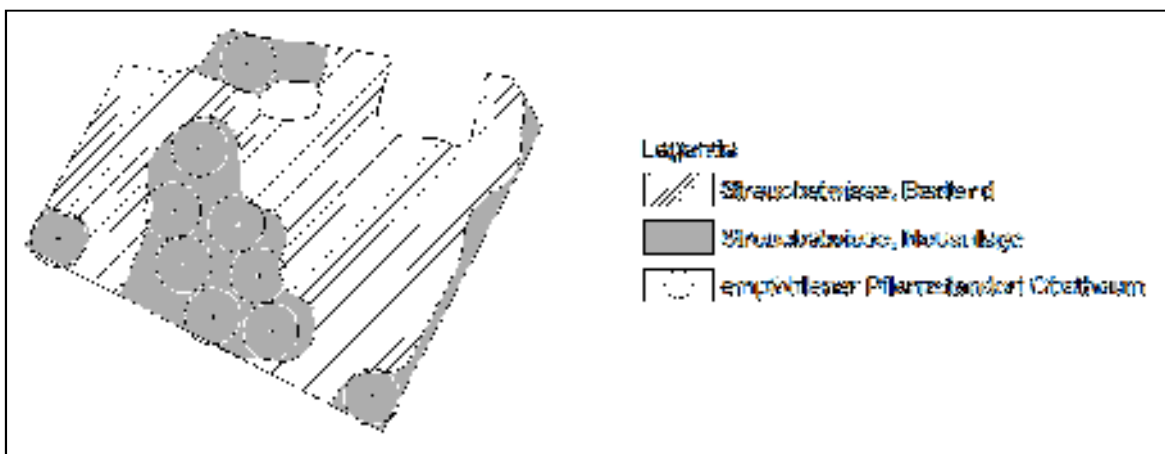 Legende
Streuobstwiese, Bestand
Streuobstwiese, Neuanlage
empfohlener Pflanzstandort Obstbaum